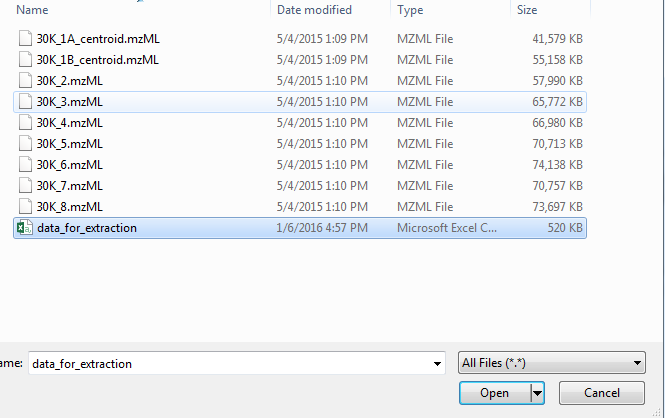 Name Date modified Type Size
30K_1A_centroid.mzML 5/4/2015 1:09 PM MZML File 41,579 KB
30K_1B_centroid.mzML 5/4/2015 1:09 PM MZML File 55,158 KB
30K_2.mzML 5/4/2015 1:10 PM MZML File 57,990 KB
30K_3.mzML 5/4/2015 1:10 PM MZML File 65,772 KB
30K_4.mzML 5/4/2015 1:10 PM MZML File 66,980 KB
30K_5.mzML 5/4/2015 1:10 PM MZML File 70,713 KB
30K_6.mzML 5/4/2015 1:10 PM MZML File 74,138 KB
30K_7.mzML 5/4/2015 1:10 PM MZML File 70,757 KB
30K_8.mzML 5/4/2015 1:10 PM MZML File 73,697 KB
data_for_extraction 1/6/2016 4:57 PM Microsoft Excel C... 520 KB
ame: data_for_extraction All Files (*.*)
Open Cancel